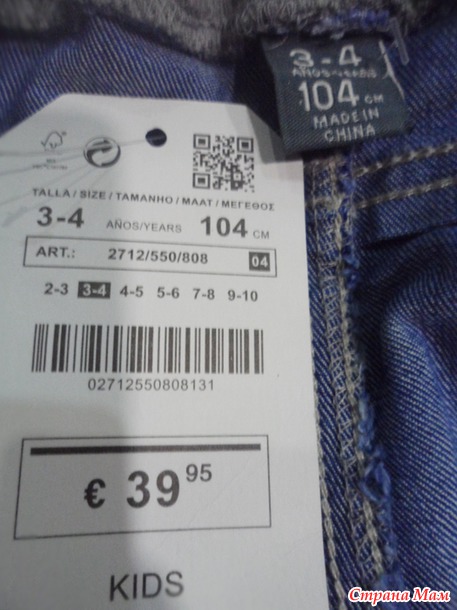 3-4
AÑOS-YEARS
104 CM
MADE IN
CHINA
TALLA / SIZE / TAMANHO / MAAT / ΜΕΓΕΘΟΣ
3-4 AÑOS/YEARS 104 CM
ART.: 2712/550/808 04
2-3 3-4 4-5 5-6 7-8 9-10
02712550808131
€ 39 95
KIDS
Страна Мам